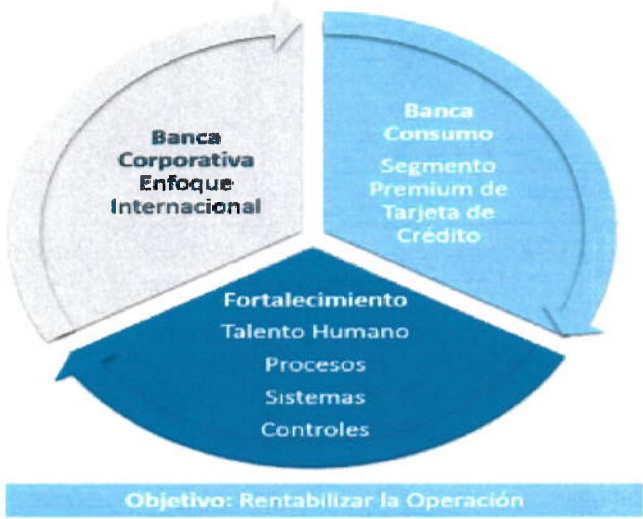 Banca
Corporativa
Enfoque
Internacional
Banca
Consumo
Segmento
Premium de
Tarjeta de
Crédito
Fortalecimiento
Talento Humano
Procesos
Sistemas
Controles
Objetivo: Rentabilizar la Operación